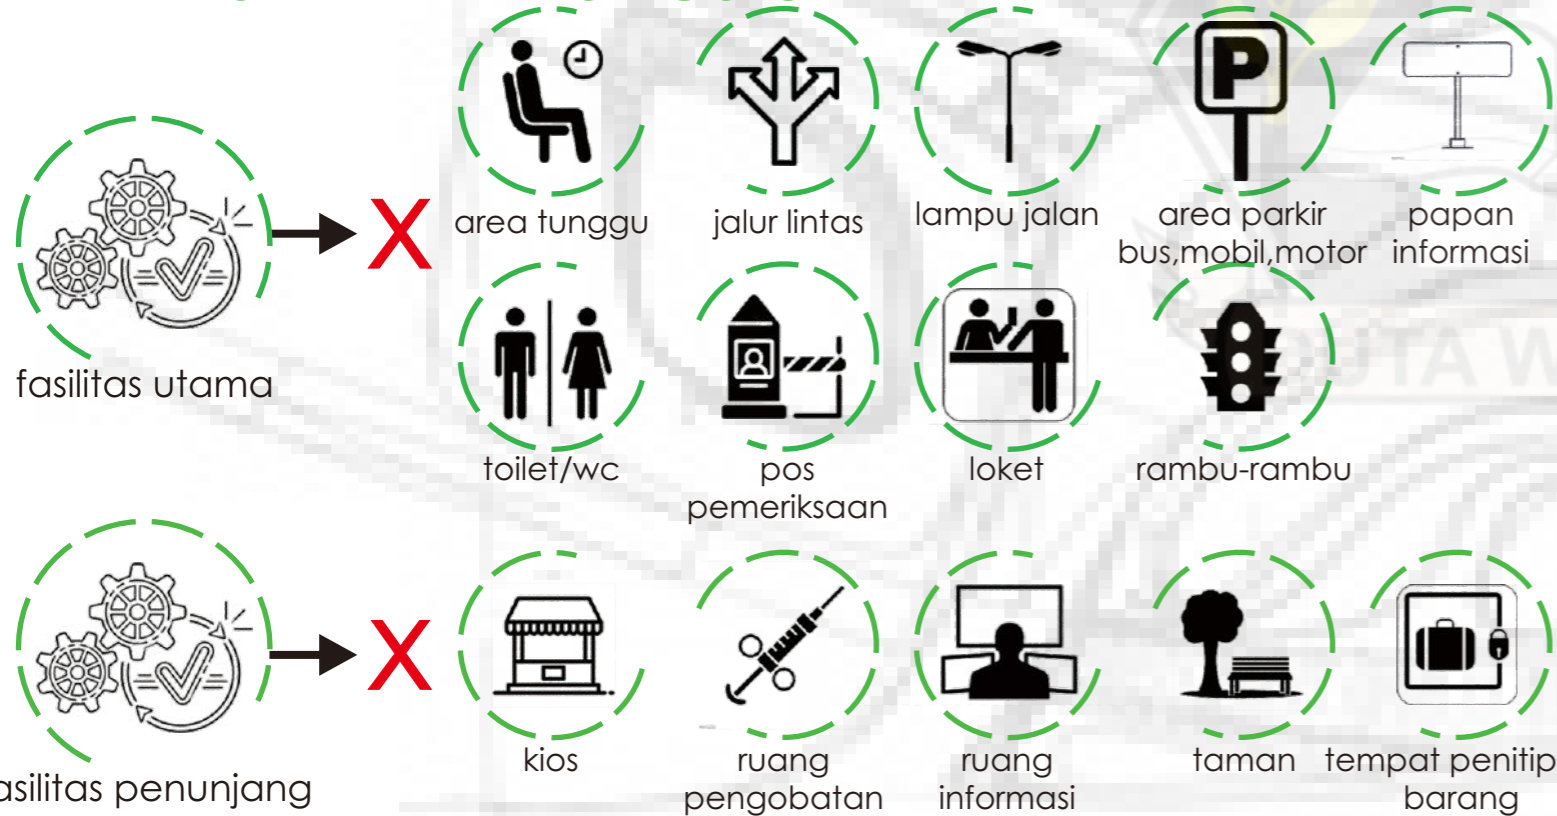 area tunggu
jalur lintas
lampu jalan
area parkir
bus,mobil,motor
papan
informasi
X
fasilitas utama
toilet/wc
pos
pemeriksaan
loket
rambu-rambu
X
asilitas penunjang
kios
ruang
pengobatan
ruang
informasi
taman
tempat penitip
barang
P